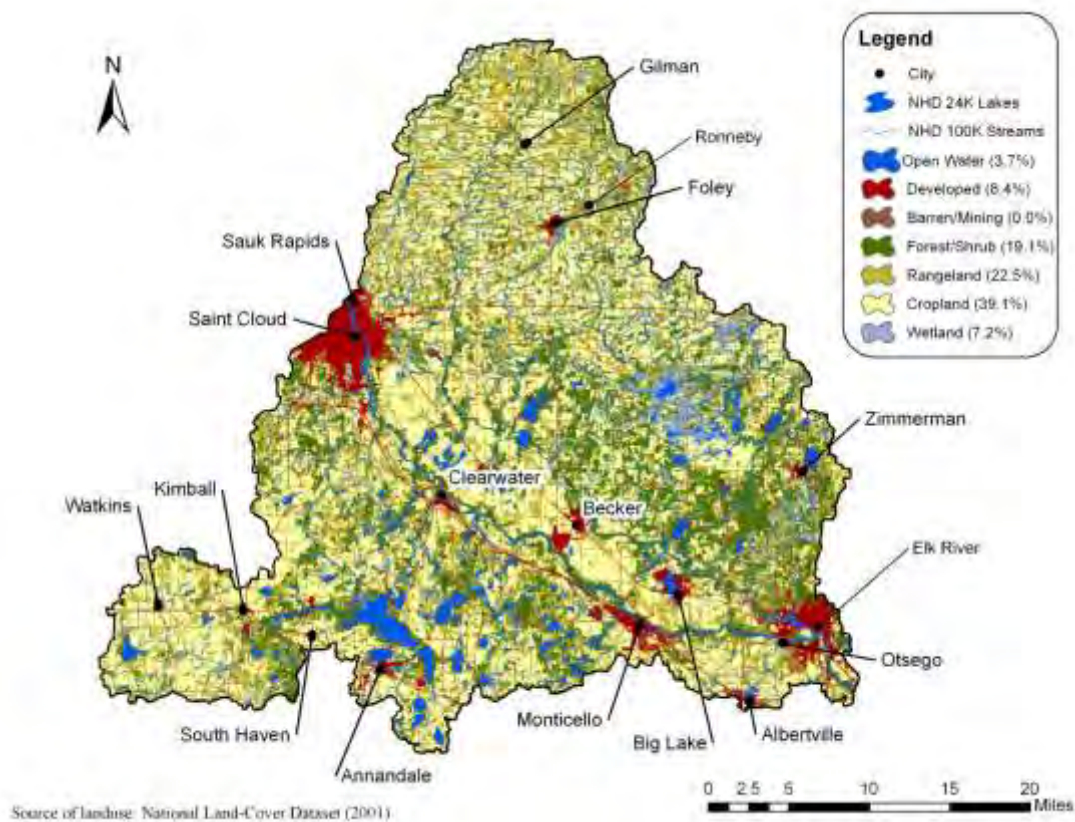 N
Gilman
Ronneby
Foley
Sauk Rapids
Saint Cloud
Zimmerman
Clearwater
Kimball
Becker
Watkins
Elk River
Otsego
South Haven
Monticello
Albertville
Big Lake
Annandale
Legend
City
NHD 24K Lakes
NHD 100K Streams
Open Water (3.7%)
Developed (8.4%)
Barren/Mining (0.0%)
Forest/Shrub (19.1%)
Rangeland (22.5%)
Cropland (39.1%)
Wetland (7.2%)
0 2.5 5 10 15 20
Miles
Source of landuse: National Land-Cover Dataset (2001)